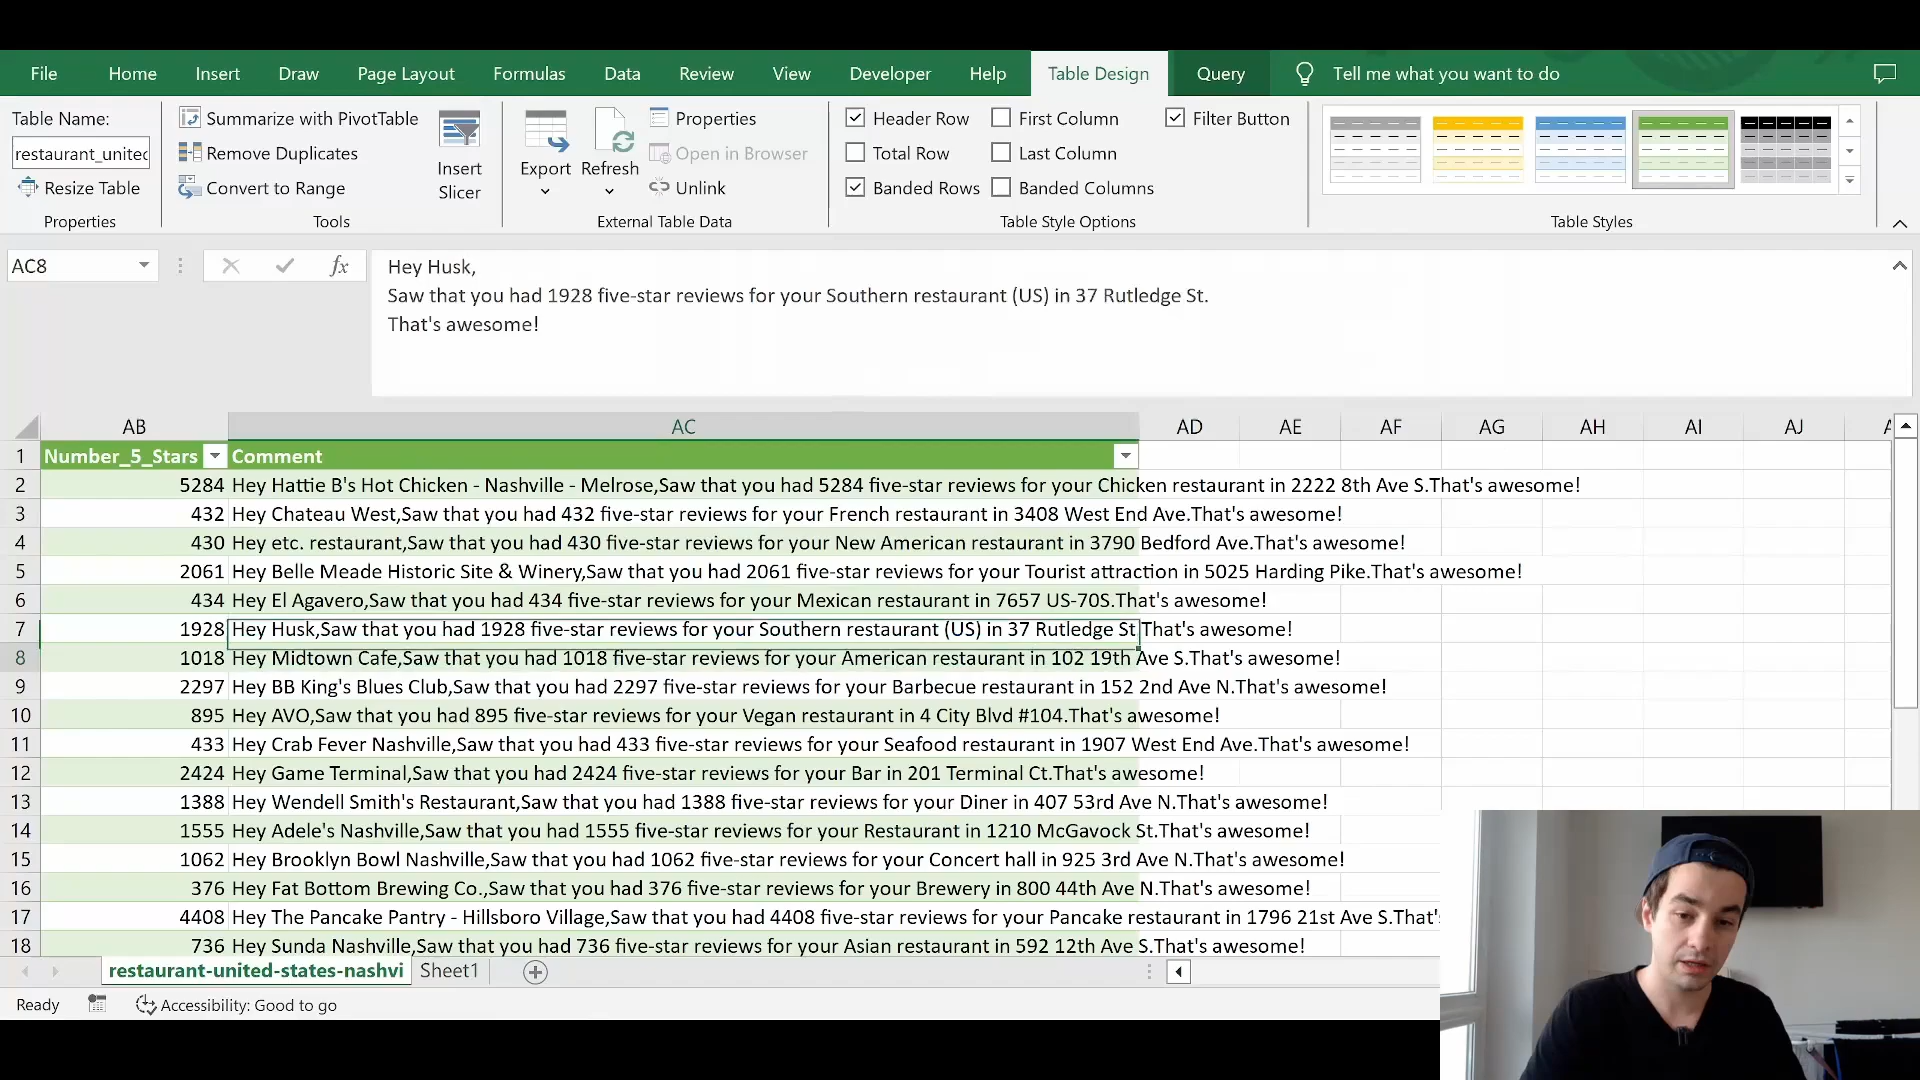 File Home Insert Draw Page Layout Formulas Data Review View Developer Help Table Design Query Tell me what you want to do
Table Name:
restaurant_united
Resize Table
Properties
Summarize with PivotTable
Remove Duplicates
Convert to Range
Insert Slicer
Tools
Export
Refresh
Properties
Open in Browser
Unlink
External Table Data
Header Row First Column Filter Button
Total Row Last Column
Banded Rows Banded Columns
Table Style Options
Table Styles
AC8
fx
Hey Husk,
Saw that you had 1928 five-star reviews for your Southern restaurant (US) in 37 Rutledge St.
That's awesome!
AB AC AD AE AF AG AH AI AJ
1 Number_5_Stars Comment
2 5284 Hey Hattie B's Hot Chicken - Nashville - Melrose,Saw that you had 5284 five-star reviews for your Chicken restaurant in 2222 8th Ave S.That's awesome!
3 432 Hey Chateau West,Saw that you had 432 five-star reviews for your French restaurant in 3408 West End Ave.That's awesome!
4 430 Hey etc. restaurant,Saw that you had 430 five-star reviews for your New American restaurant in 3790 Bedford Ave.That's awesome!
5 2061 Hey Belle Meade Historic Site & Winery,Saw that you had 2061 five-star reviews for your Tourist attraction in 5025 Harding Pike.That's awesome!
6 434 Hey El Agavero,Saw that you had 434 five-star reviews for your Mexican restaurant in 7657 US-70S.That's awesome!
7 1928 Hey Husk,Saw that you had 1928 five-star reviews for your Southern restaurant (US) in 37 Rutledge St.That's awesome!
8 1018 Hey Midtown Cafe,Saw that you had 1018 five-star reviews for your American restaurant in 102 19th Ave S.That's awesome!
9 2297 Hey BB King's Blues Club,Saw that you had 2297 five-star reviews for your Barbecue restaurant in 152 2nd Ave N.That's awesome!
10 895 Hey AVO,Saw that you had 895 five-star reviews for your Vegan restaurant in 4 City Blvd #104.That's awesome!
11 433 Hey Crab Fever Nashville,Saw that you had 433 five-star reviews for your Seafood restaurant in 1907 West End Ave.That's awesome!
12 2424 Hey Game Terminal,Saw that you had 2424 five-star reviews for your Bar in 201 Terminal Ct.That's awesome!
13 1388 Hey Wendell Smith's Restaurant,Saw that you had 1388 five-star reviews for your Diner in 407 53rd Ave N.That's awesome!
14 1555 Hey Adele's Nashville,Saw that you had 1555 five-star reviews for your Restaurant in 1210 McGavock St.That's awesome!
15 1062 Hey Brooklyn Bowl Nashville,Saw that you had 1062 five-star reviews for your Concert hall in 925 3rd Ave N.That's awesome!
16 376 Hey Fat Bottom Brewing Co.,Saw that you had 376 five-star reviews for your Brewery in 800 44th Ave N.That's awesome!
17 4408 Hey The Pancake Pantry - Hillsboro Village,Saw that you had 4408 five-star reviews for your Pancake restaurant in 1796 21st Ave S.That's
18 736 Hey Sunda Nashville,Saw that you had 736 five-star reviews for your Asian restaurant in 592 12th Ave S.That's awesome!
restaurant-united-states-nashvi Sheet1
Ready Accessibility: Good to go